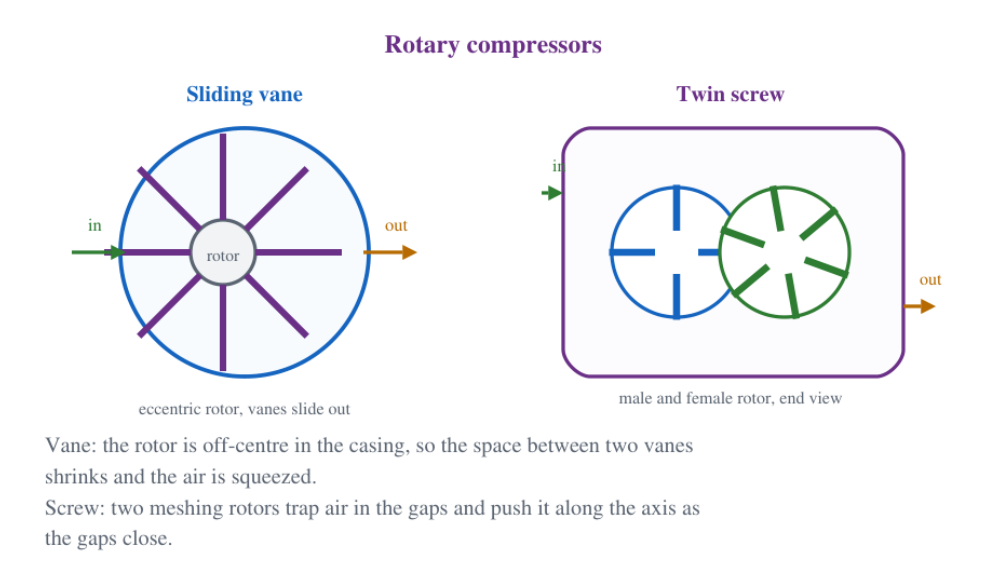 Rotary compressors
Sliding vane
Twin screw
in
out
rotor
in
out
eccentric rotor, vanes slide out
male and female rotor, end view
Vane: the rotor is off-centre in the casing, so the space between two vanes
shrinks and the air is squeezed.
Screw: two meshing rotors trap air in the gaps and push it along the axis as
the gaps close.